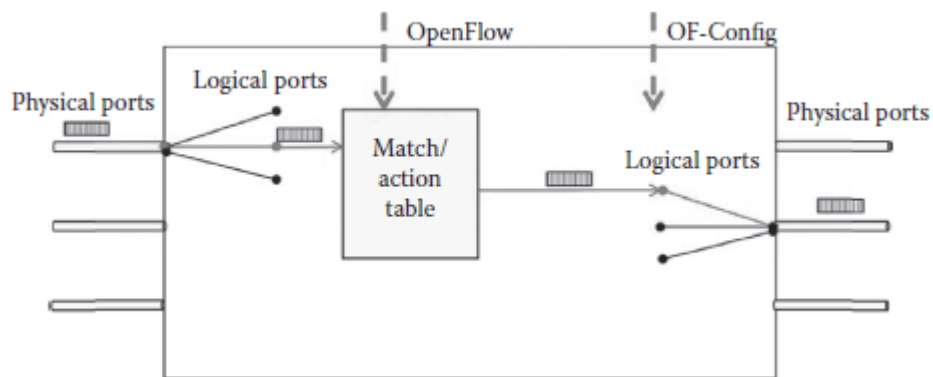 OpenFlow
OF-Config
Logical ports
Physical ports
Physical ports
Match/
action
table
Logical ports